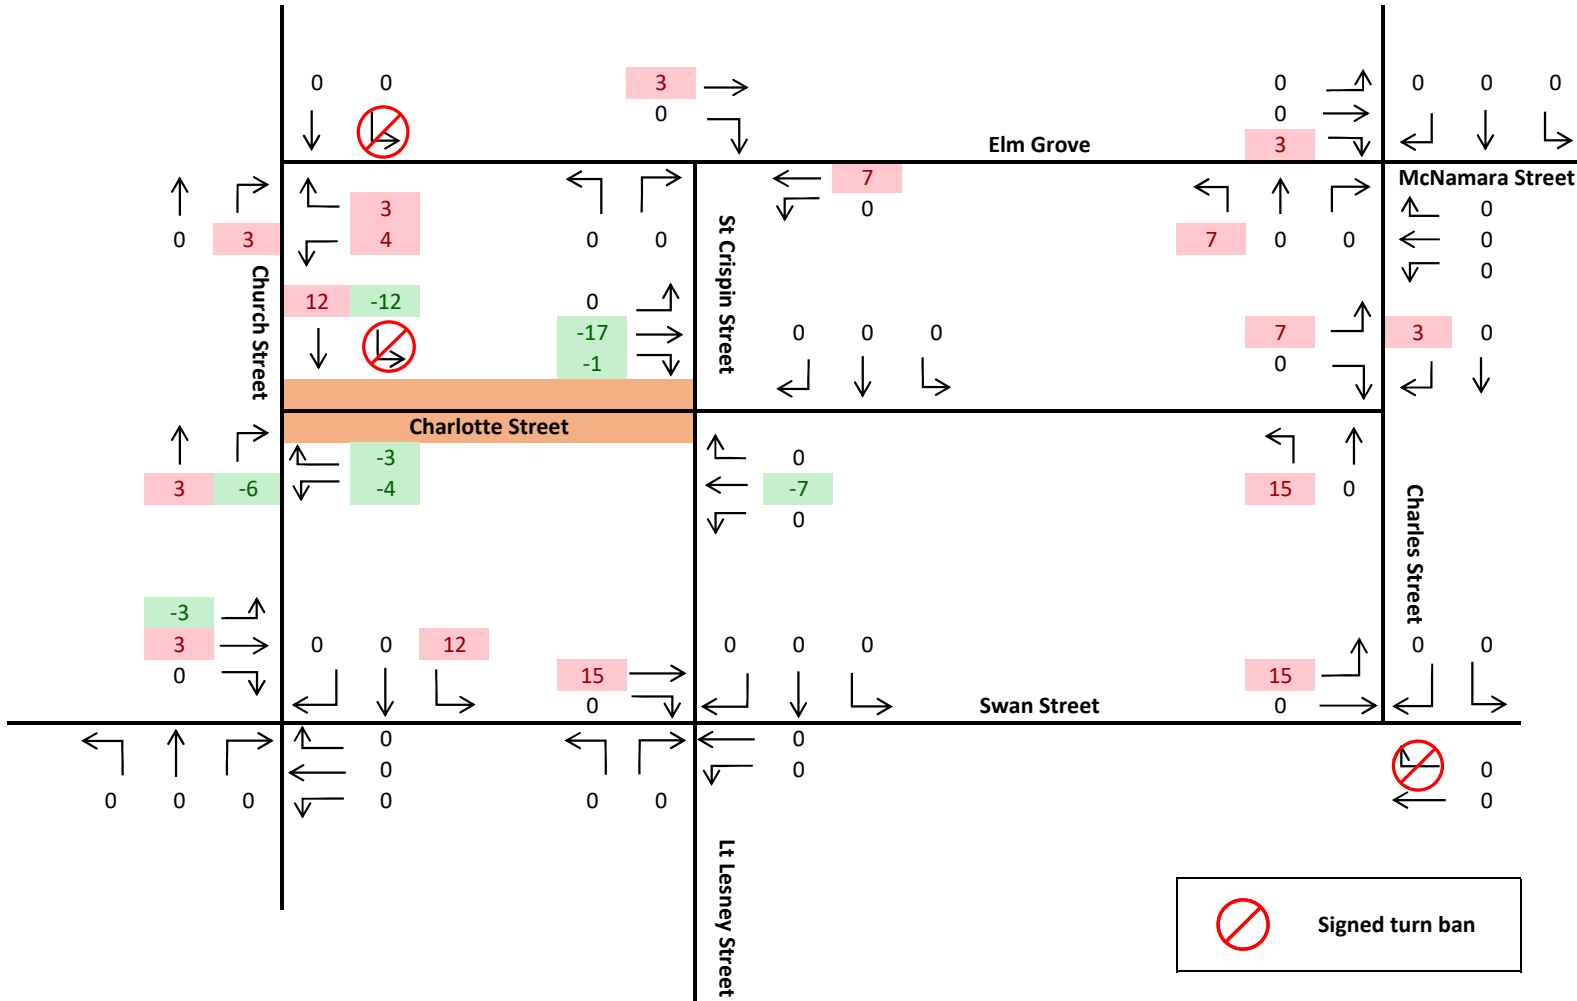 0 0 3 0 0 0 0
0 0
Elm Grove 3
3 7 McNamara Street
0 3 4 0 0 0 7 0 0 0
0
0
Church Street
St Crispin Street
12 -12 0
-17 0 0 0 7 3 0
-1 0
Charlotte Street
-3 0
3 -6 -4 -7 15 0
0
Charles Street
-3
3 0 0 12 0 0 0 0 0
0 15 15
0 Swan Street 0
0 0
0 0 0
0 0 0 0 0 0 0
Lt Lesney Street
Signed turn ban